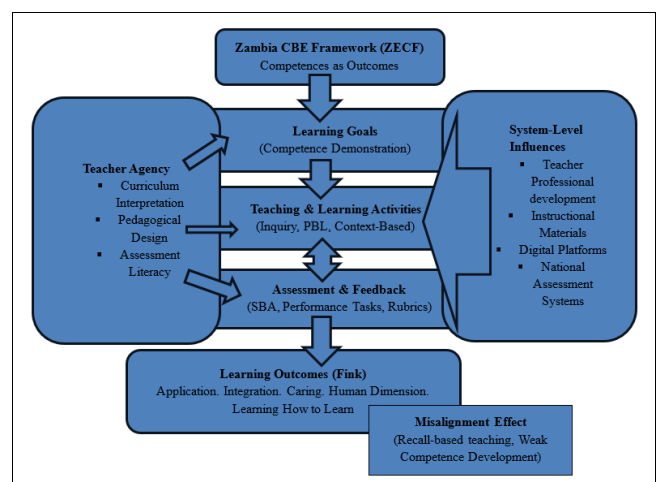 Zambia CBE Framework (ZECF)
Competences as Outcomes
Learning Goals
(Competence Demonstration)
Teacher Agency
▪ Curriculum
Interpretation
▪ Pedagogical
Design
▪ Assessment
Literacy
Teaching & Learning Activities
(Inquiry, PBL, Context-Based)
System-Level
Influences
▪ Teacher
Professional
development
▪ Instructional
Materials
▪ Digital Platforms
▪ National
Assessment
Systems
Assessment & Feedback
(SBA, Performance Tasks, Rubrics)
Learning Outcomes (Fink)
Application. Integration. Caring. Human Dimension.
Learning How to Learn
Misalignment Effect
(Recall-based teaching, Weak
Competence Development)